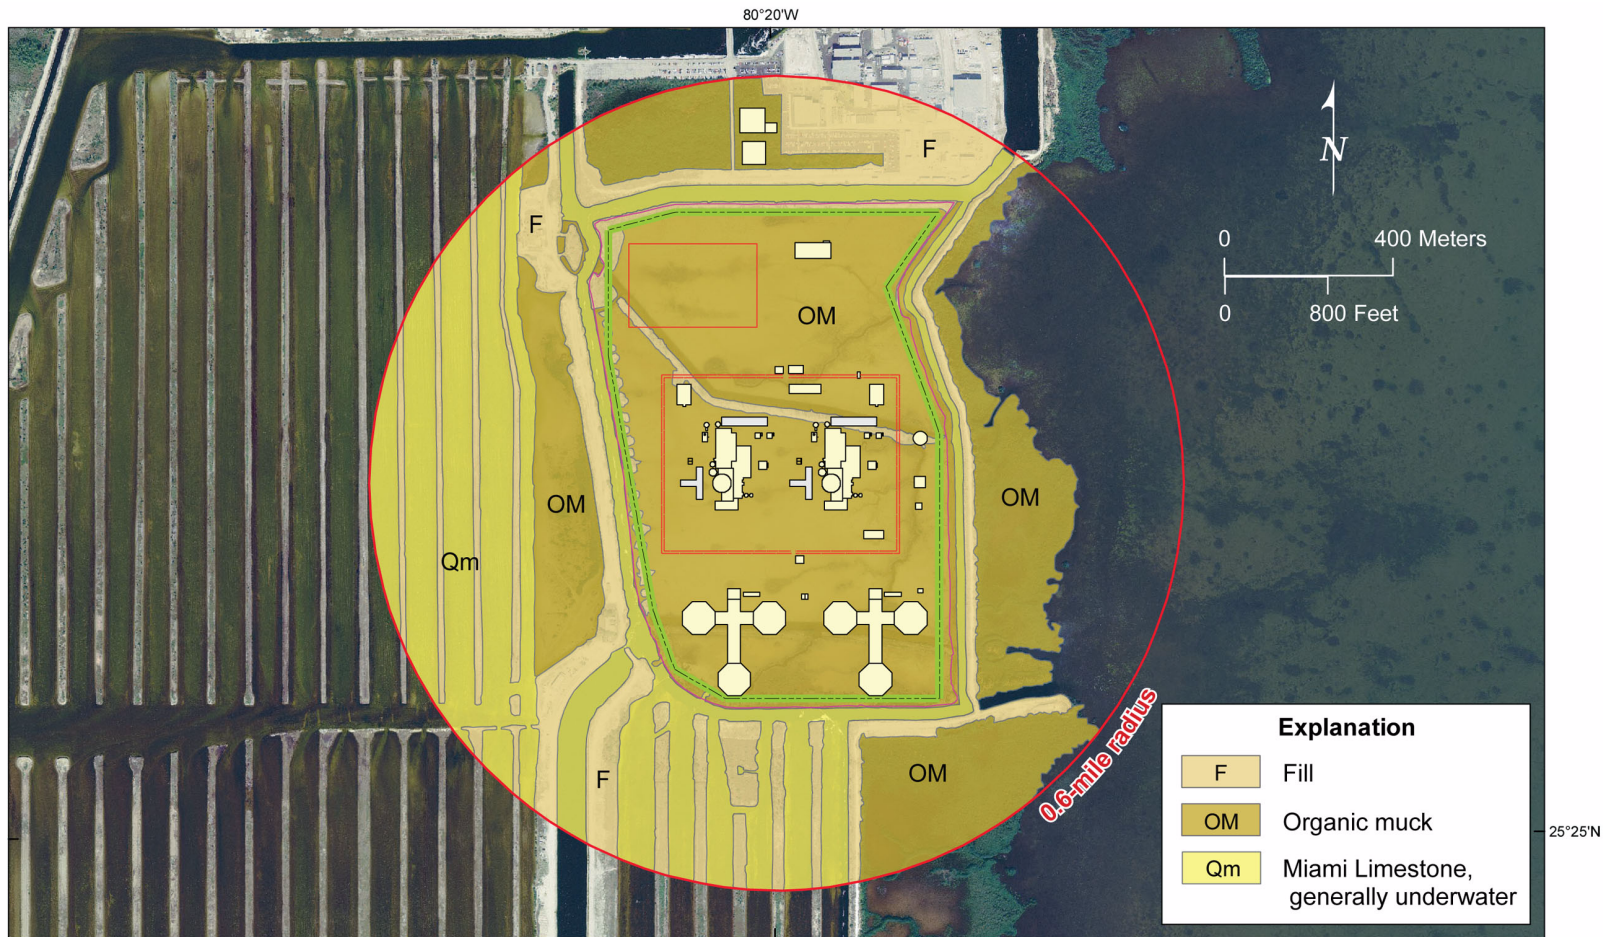 80°20'W
F
N
0 400 Meters
0 800 Feet
F
OM
OM
OM
Qm
F
OM
0.6-mile radius
Explanation
F Fill
OM Organic muck
Qm Miami Limestone,
generally underwater
25°25'N